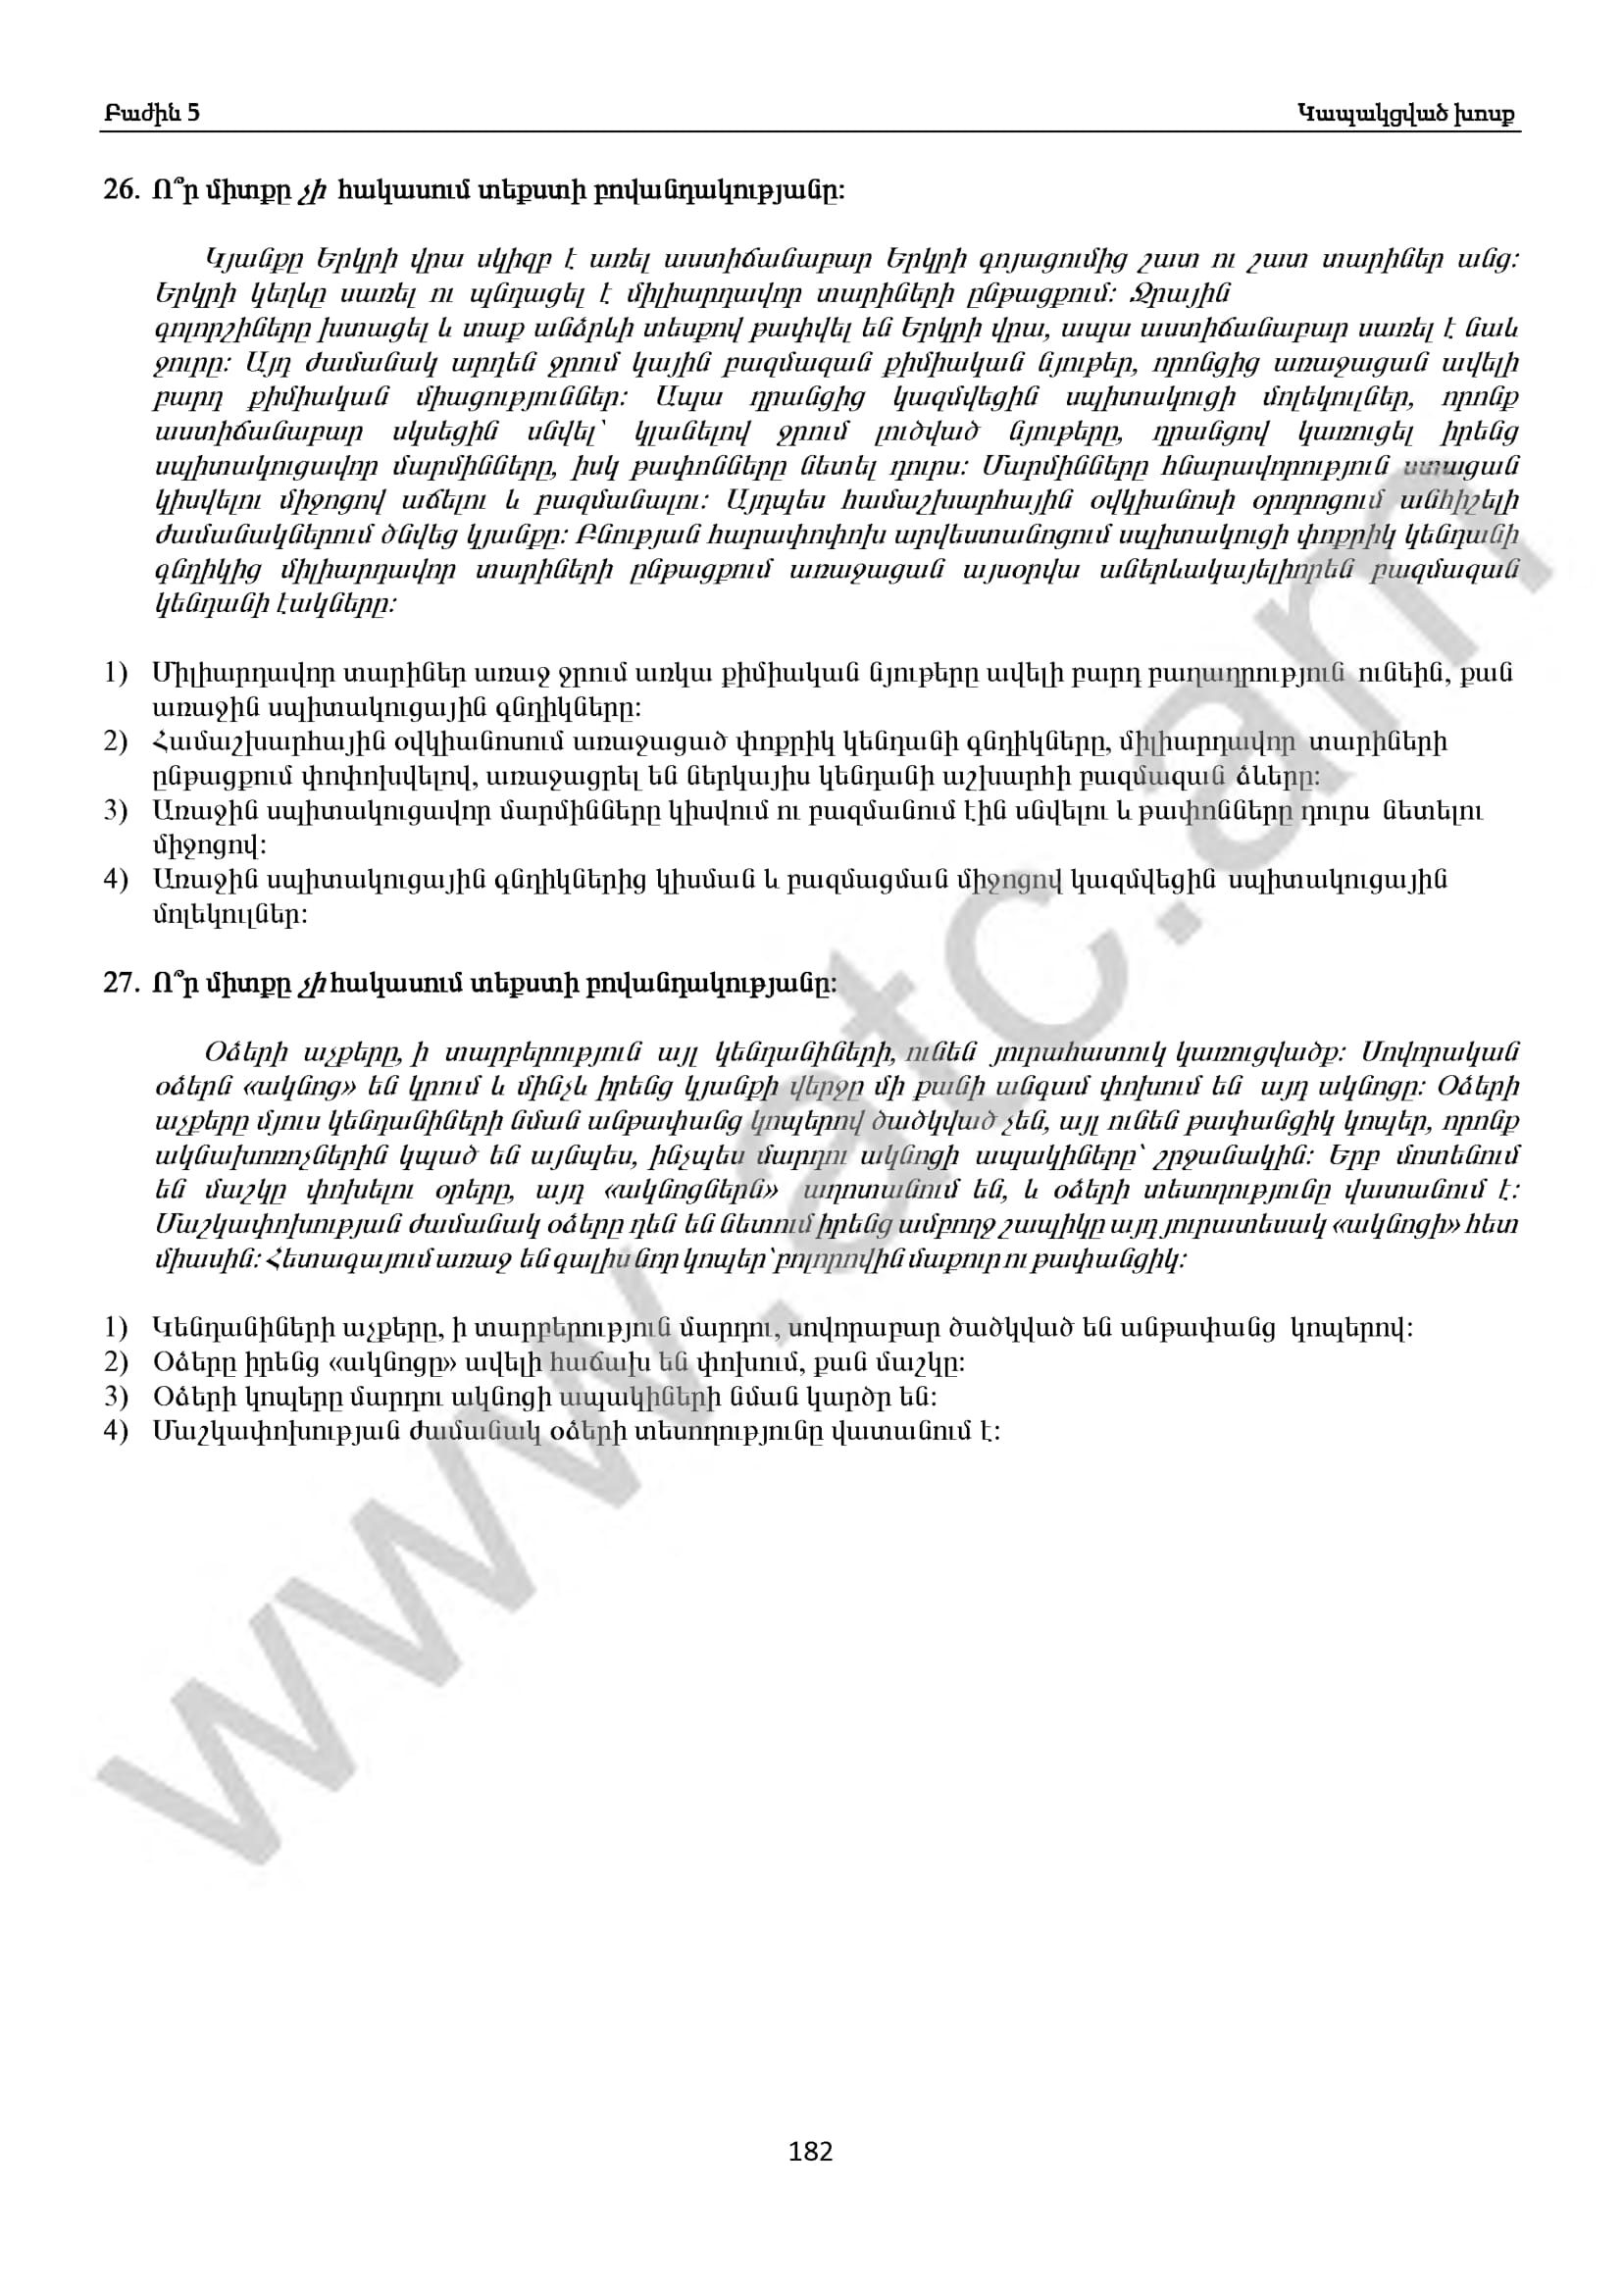 Բաժին 5 Կապակցված խոսք
26. Ո՞ր միտքը չի հակասում տեքստի բովանդակությանը:
Կյանքը Երկրի վրա սկիզբ է առել աստիճանաբար Երկրի գոյացումից շատ ու շատ տարիներ անց:
Երկրի կեղևը սառել ու պնդացել է միլիարդավոր տարիների ընթացքում: Ջրային
գոլորշիները խտացել և տաք անձրևի տեսքով թափվել են Երկրի վրա, ապա աստիճանաբար սառել է նաև
ջուրը: Այդ ժամանակ արդեն ջրում կային բազմազան քիմիական նյութեր, որոնցից առաջացան ավելի
բարդ քիմիական միացություններ: Ապա դրանցից կազմվեցին սպիտակուցի մոլեկուլներ, որոնք
աստիճանաբար սկսեցին սնվել՝ կլանելով ջրում լուծված նյութերը, դրանցով կառուցել իրենց
սպիտակուցավոր մարմինները, իսկ թափոնները նետել դուրս: Մարմինները հնարավորություն ստացան
կիսվելու միջոցով աճելու և բազմանալու: Այդպես համաշխարհային օվկիանոսի օրորոցում անհիշելի
ժամանակներում ծնվեց կյանքը: Բնության հարափոփոխ արվեստանոցում սպիտակուցի փոքրիկ կենդանի
գնդիկից միլիարդավոր տարիների ընթացքում առաջացան այսօրվա աներևակայելիորեն բազմազան
կենդանի էակները:
1) Միլիարդավոր տարիներ առաջ ջրում առկա քիմիական նյութերը ավելի բարդ բաղադրություն ունեին, քան
առաջին սպիտակուցային գնդիկները:
2) Համաշխարհային օվկիանոսում առաջացած փոքրիկ կենդանի գնդիկները, միլիարդավոր տարիների
ընթացքում փոփոխվելով, առաջացրել են ներկայիս կենդանի աշխարհի բազմազան ձևերը:
3) Առաջին սպիտակուցավոր մարմինները կիսվում ու բազմանում էին սնվելու և թափոնները դուրս նետելու
միջոցով:
4) Առաջին սպիտակուցային գնդիկներից կիսման և բազմացման միջոցով կազմվեցին սպիտակուցային
մոլեկուլներ:
27. Ո՞ր միտքը չի հակասում տեքստի բովանդակությանը:
Օձերի աչքերը, ի տարբերություն այլ կենդանիների, ունեն յուրահատուկ կառուցվածք: Սովորական
օձերն «ակնոց» են կրում և մինչև իրենց կյանքի վերջը մի քանի անգամ փոխում են այդ ակնոցը: Օձերի
աչքերը մյուս կենդանիների նման անթափանց կոպերով ծածկված չեն, այլ ունեն թափանցիկ կոպեր, որոնք
ակնախոռոչներին կպած են այնպես, ինչպես մարդու ակնոցի ապակիները՝ շրջանակին: Երբ մոտենում
են մաշկը փոխելու օրերը, այդ «ակնոցներն» աղոտանում են, և օձերի տեսողությունը վատանում է:
Մաշկափոխության ժամանակ օձերը դեն են նետում իրենց ամբողջ շապիկը այդ յուրատեսակ «ակնոցի» հետ
միասին: Հետագայում առաջ են գալիս նոր կոպեր՝ բոլորովին մաքուր ու թափանցիկ:
1) Կենդանիների աչքերը, ի տարբերություն մարդու, սովորաբար ծածկված են անթափանց կոպերով:
2) Օձերը իրենց «ակնոցը» ավելի հաճախ են փոխում, քան մաշկը:
3) Օձերի կոպերը մարդու ակնոցի ապակիների նման կարծր են:
4) Մաշկափոխության ժամանակ օձերի տեսողությունը վատանում է:
www.atc.am
182